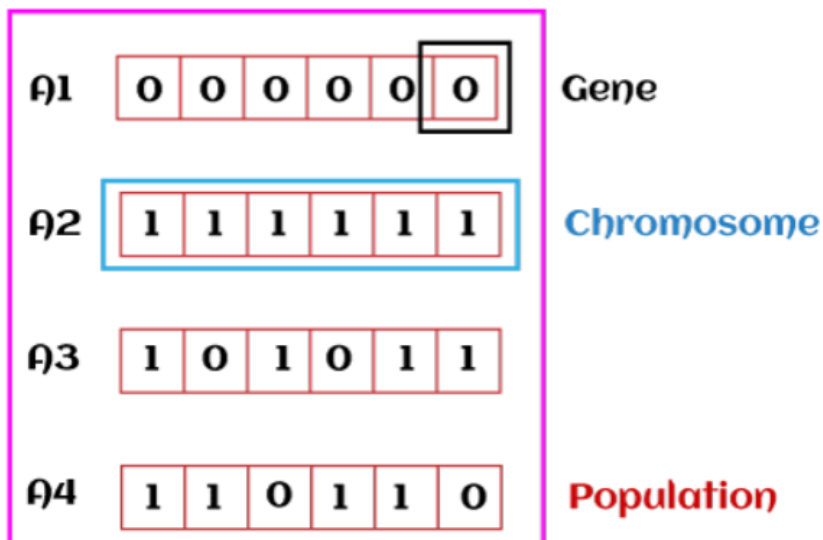 A1 0 0 0 0 0 0 Gene
A2 1 1 1 1 1 1 Chromosome
A3 1 0 1 0 1 1
A4 1 1 0 1 1 0 Population